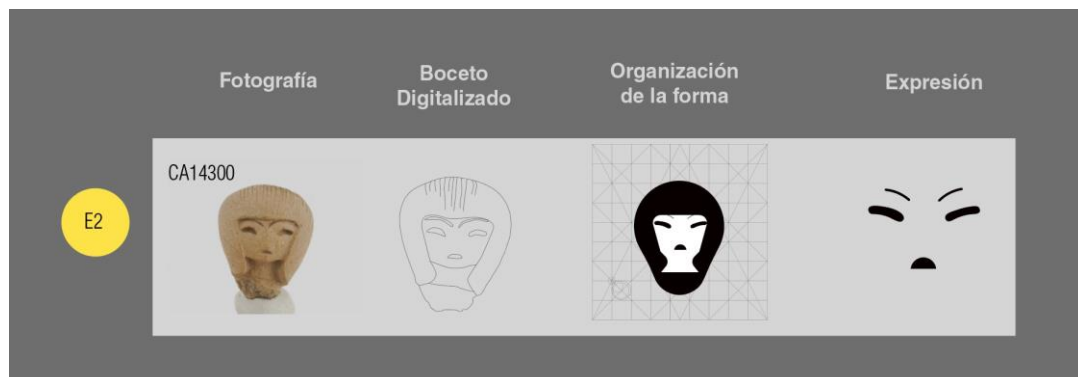 Fotografía
Boceto
Digitalizado
Organización
de la forma
Expresión
CA14300
E2